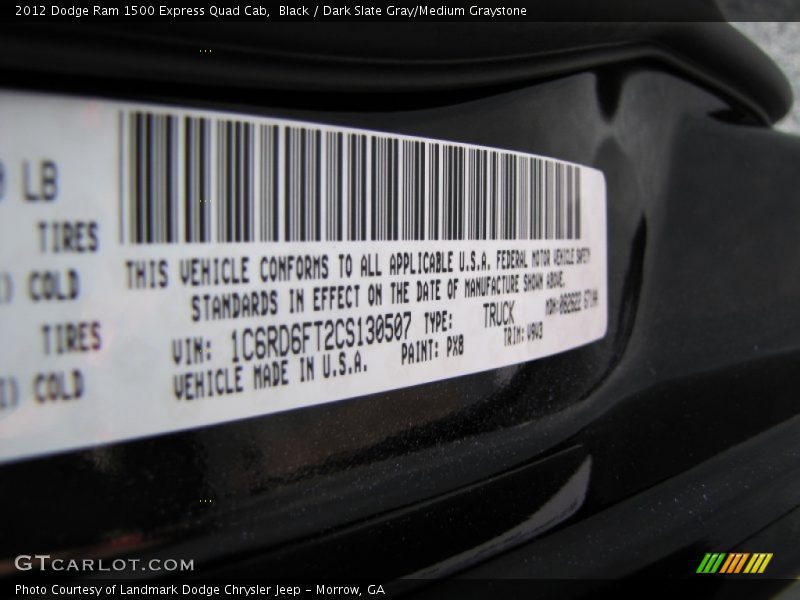 2012 Dodge Ram 1500 Express Quad Cab,  Black / Dark Slate Gray/Medium Graystone
LB
TIRES
COLD
TIRES
COLD
THIS VEHICLE CONFORMS TO ALL APPLICABLE U.S.A. FEDERAL MOTOR VEHICLE SAFETY
STANDARDS IN EFFECT ON THE DATE OF MANUFACTURE SHOWN ABOVE.
VIN: 1C6RD6FT2CS130507 TYPE: TRUCK
VEHICLE MADE IN U.S.A. PAINT: PX8 TRIM: V9V3
GTCARLOT.COM
Photo Courtesy of Landmark Dodge Chrysler Jeep - Morrow, GA